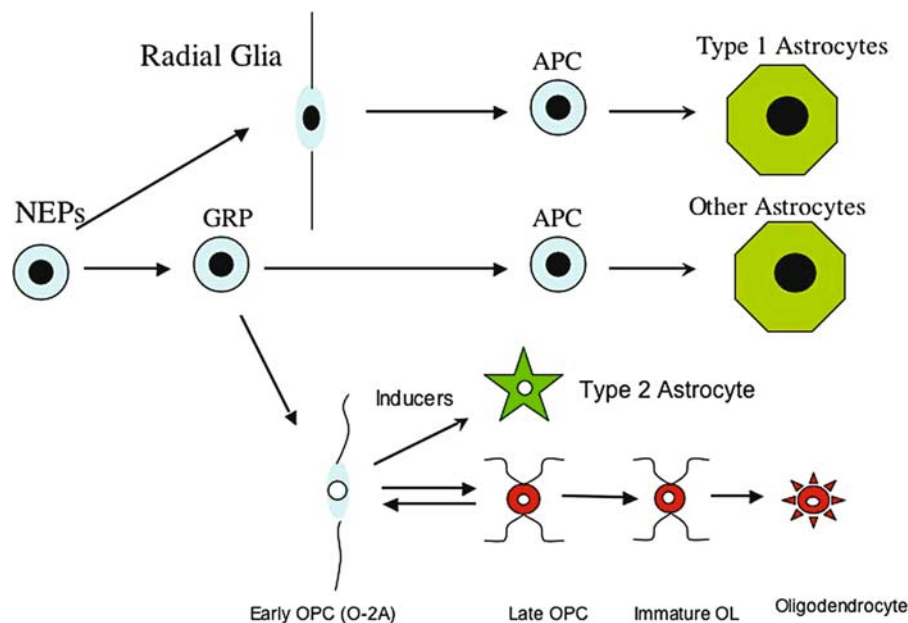 Radial Glia
APC
Type 1 Astrocytes
NEPs
GRP
APC
Other Astrocytes
Inducers
Type 2 Astrocyte
Early OPC (O-2A)
Late OPC
Immature OL
Oligodendrocyte